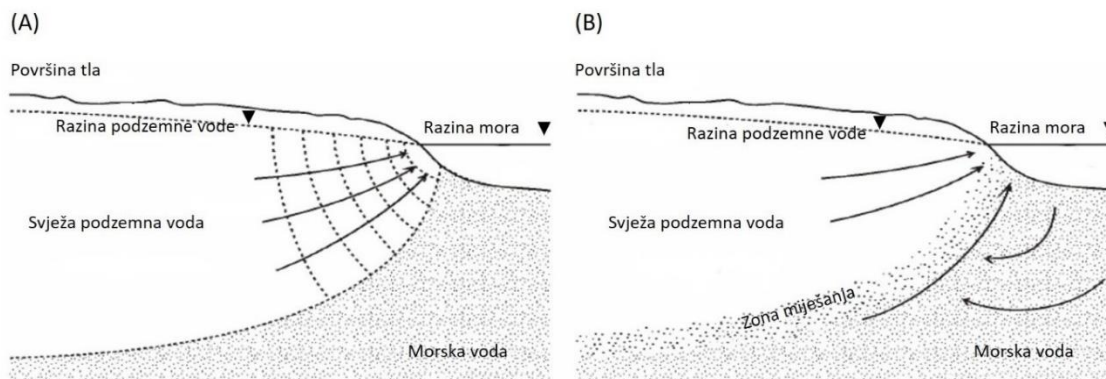 (A)
Površina tla
Razina podzemne vode
Razina mora
Svježa podzemna voda
Morska voda
(B)
Površina tla
Razina podzemne vode
Razina mora
Svježa podzemna voda
Zona miješanja
Morska voda